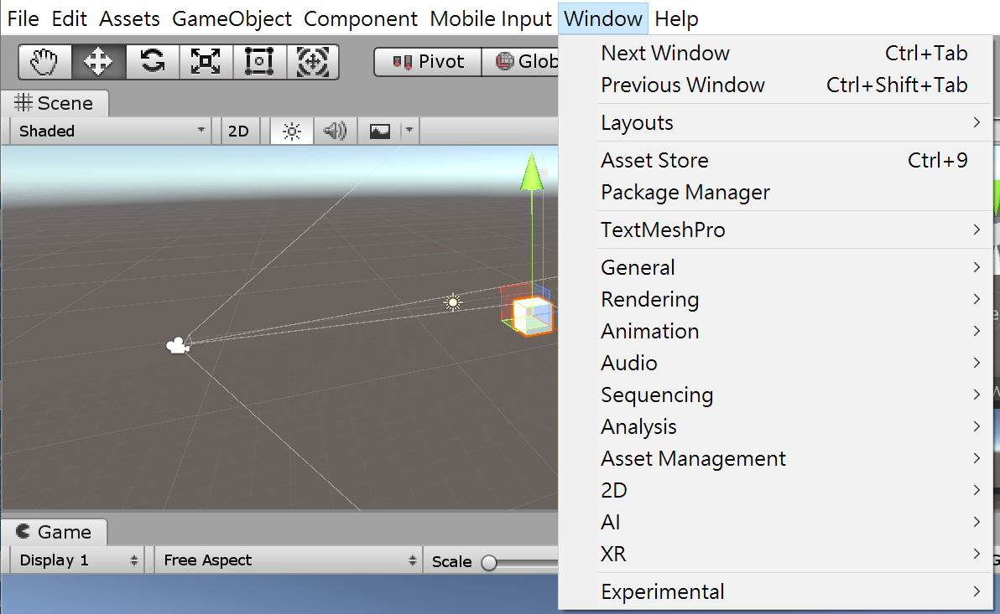 File Edit Assets GameObject Component Mobile Input Window Help
Pivot Glob
Next Window Ctrl+Tab
Previous Window Ctrl+Shift+Tab
Layouts
Asset Store Ctrl+9
Package Manager
TextMeshPro
General
Rendering
Animation
Audio
Sequencing
Analysis
Asset Management
2D
AI
XR
Experimental
Scene
Shaded 2D
Game
Display 1 Free Aspect Scale